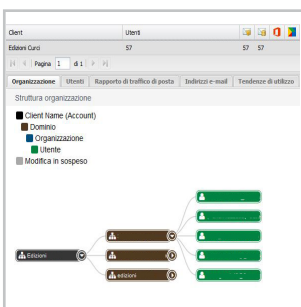 Client Utenti
Edizioni Curci 57 57 57
Pagina 1 di 1
Organizzazione Utenti Rapporto di traffico di posta Indirizzi e-mail Tendenze di utilizzo
Struttura organizzazione
Client Name (Account)
Dominio
Organizzazione
Utente
Modifica in sospeso
Edizioni
edizioni